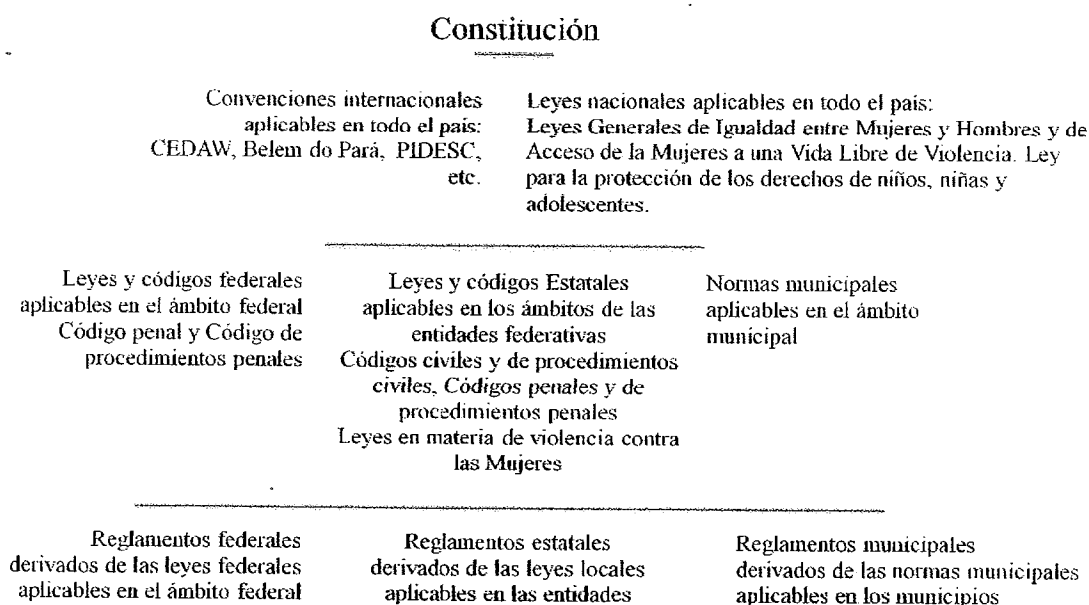 Constitución
Convenciones internacionales
aplicables en todo el país:
CEDAW, Belem do Pará, PIDESC,
etc.
Leyes nacionales aplicables en todo el país:
Leyes Generales de Igualdad entre Mujeres y Hombres y de
Acceso de la Mujeres a una Vida Libre de Violencia. Ley
para la protección de los derechos de niños, niñas y
adolescentes.
Leyes y códigos federales
aplicables en el ámbito federal
Código penal y Código de
procedimientos penales
Leyes y códigos Estatales
aplicables en los ámbitos de las
entidades federativas
Códigos civiles y de procedimientos
civiles, Códigos penales y de
procedimientos penales
Leyes en materia de violencia contra
las Mujeres
Normas municipales
aplicables en el ámbito
municipal
Reglamentos federales
derivados de las leyes federales
aplicables en el ámbito federal
Reglamentos estatales
derivados de las leyes locales
aplicables en las entidades
Reglamentos municipales
derivados de las normas municipales
aplicables en los municipios